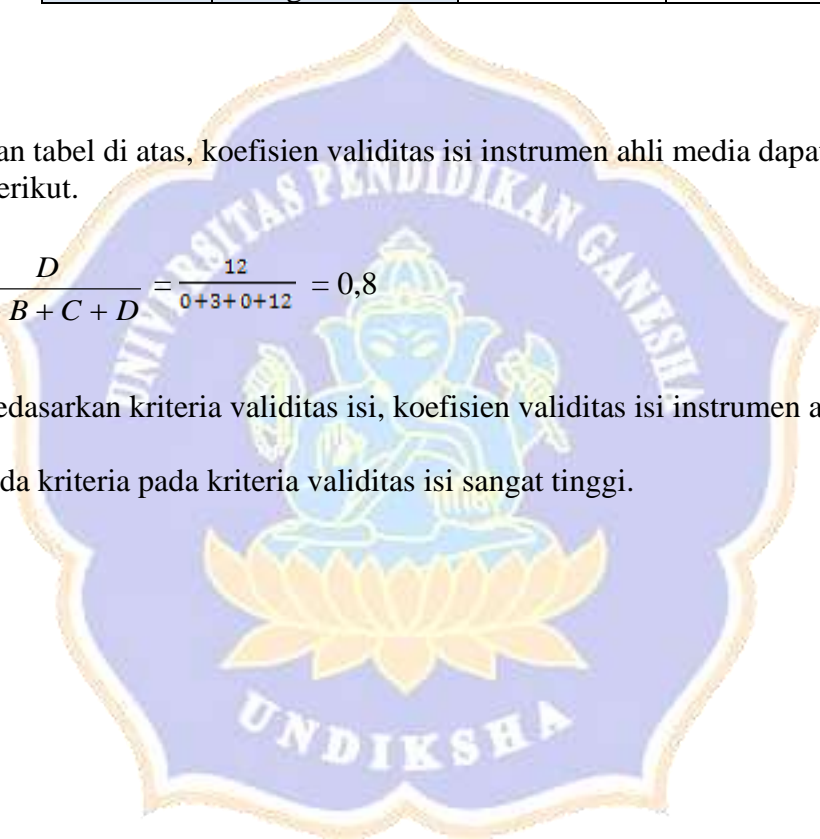 an tabel di atas, koefisien validitas isi instrumen ahli media dapa
erikut.
D / B + C + D = 12 / 0+3+0+12 = 0,8
edasarkan kriteria validitas isi, koefisien validitas isi instrumen a
da kriteria pada kriteria validitas isi sangat tinggi.
UNIVERSITAS PENDIDIKAN GANESHA
UNDIKSHA